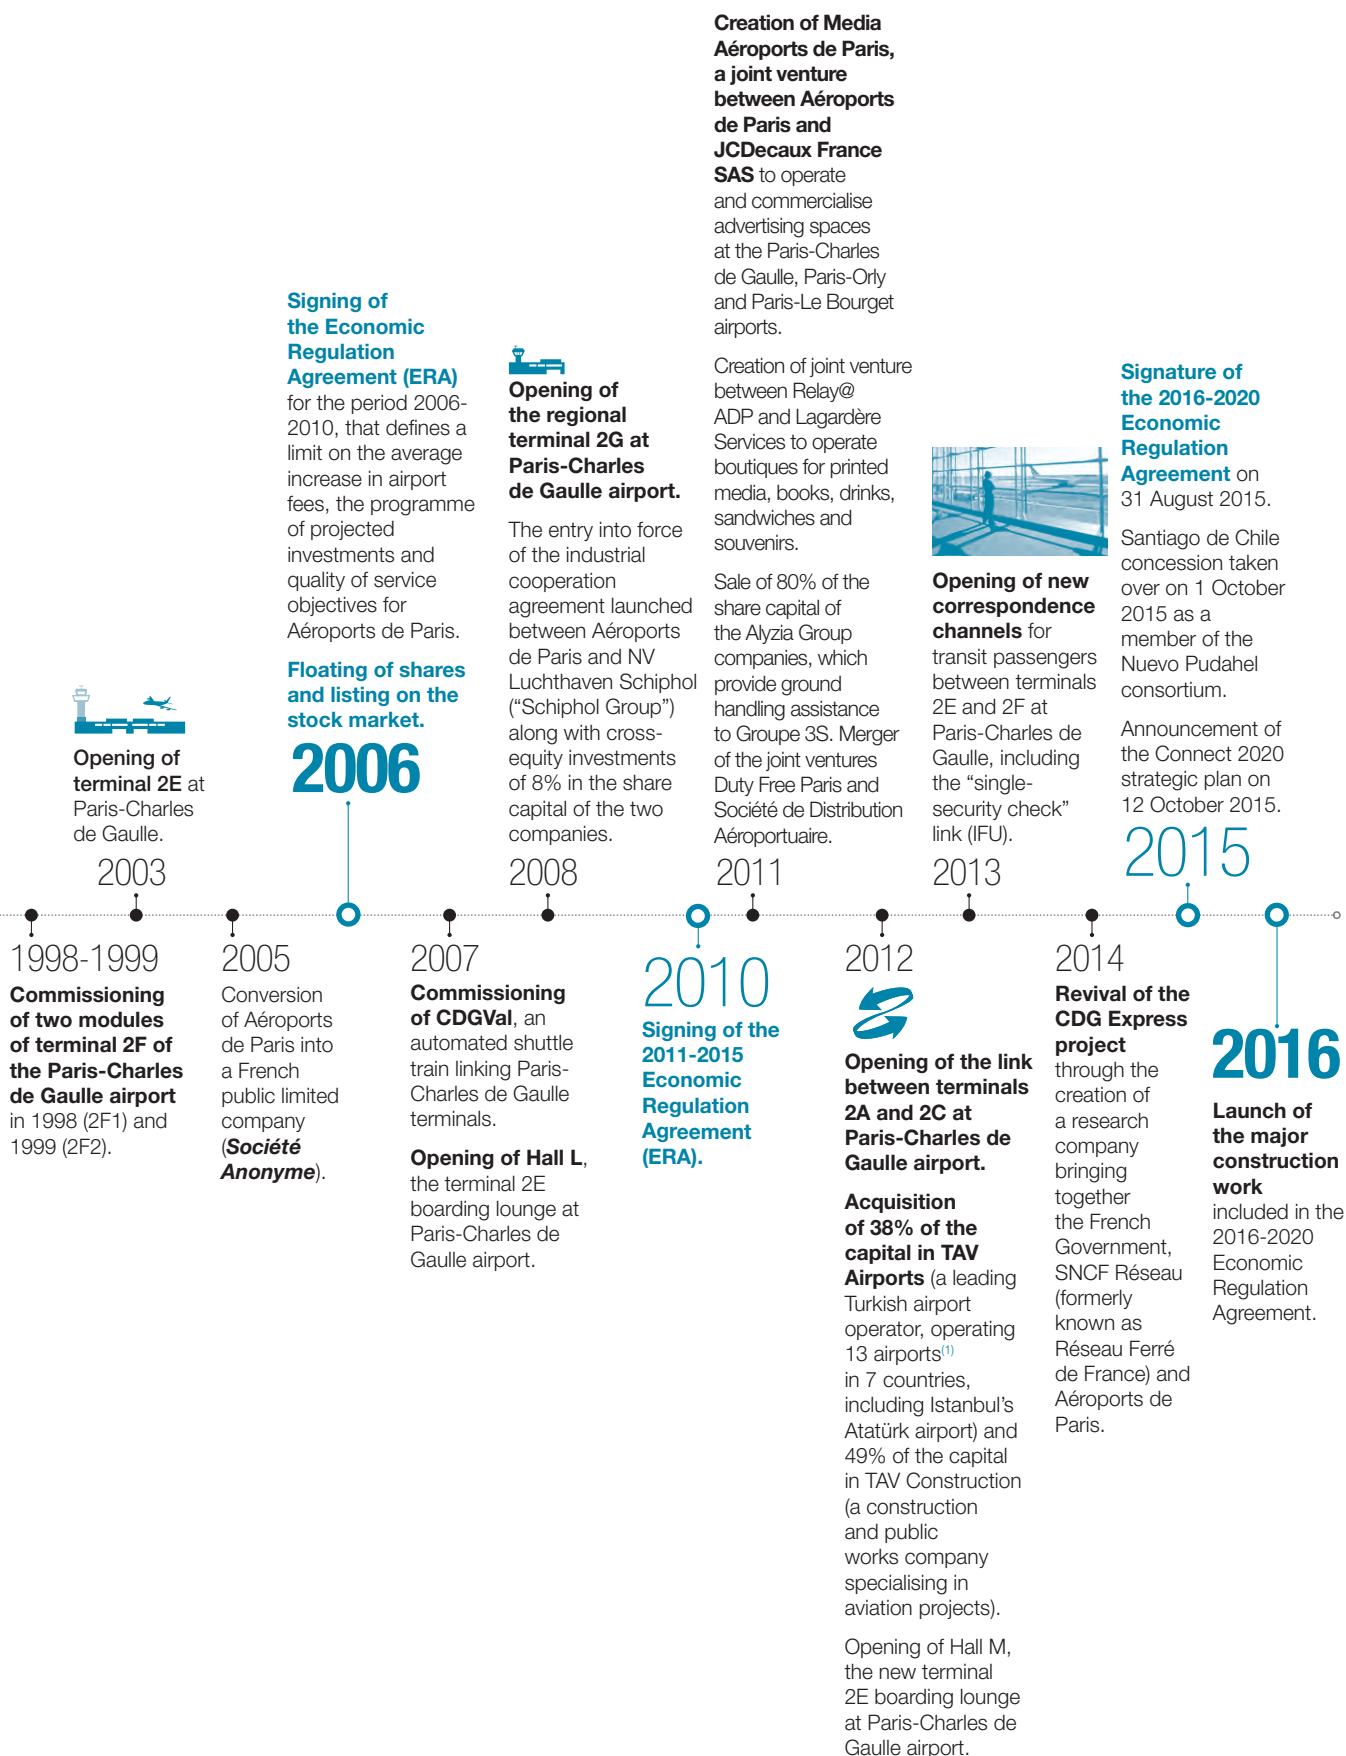 Creation of Media
Aéroports de Paris,
a joint venture
between Aéroports
de Paris and
JCDecaux France
SAS to operate
and commercialise
advertising spaces
at the Paris-Charles
de Gaulle, Paris-Orly
and Paris-Le Bourget
airports.
Creation of joint venture
between Relay@
ADP and Lagardère
Services to operate
boutiques for printed
media, books, drinks,
sandwiches and
souvenirs.
Sale of 80% of the
share capital of
the Alyzia Group
companies, which
provide ground
handling assistance
to Groupe 3S. Merger
of the joint ventures
Duty Free Paris and
Société de Distribution
Aéroportuaire.
2011
Signing of
the Economic
Regulation
Agreement (ERA)
for the period 2006-
2010, that defines a
limit on the average
increase in airport
fees, the programme
of projected
investments and
quality of service
objectives for
Aéroports de Paris.
Floating of shares
and listing on the
stock market.
2006
Opening of
the regional
terminal 2G at
Paris-Charles
de Gaulle airport.
The entry into force
of the industrial
cooperation
agreement launched
between Aéroports
de Paris and NV
Luchthaven Schiphol
(“Schiphol Group”)
along with cross-
equity investments
of 8% in the share
capital of the two
companies.
2008
Opening of new
correspondence
channels for
transit passengers
between terminals
2E and 2F at
Paris-Charles de
Gaulle, including
the “single-
security check”
link (IFU).
2013
Signature of
the 2016-2020
Economic
Regulation
Agreement on
31 August 2015.
Santiago de Chile
concession taken
over on 1 October
2015 as a
member of the
Nuevo Pudahel
consortium.
Announcement of
the Connect 2020
strategic plan on
12 October 2015.
2015
Opening of
terminal 2E at
Paris-Charles
de Gaulle.
2003
1998-1999
Commissioning
of two modules
of terminal 2F of
the Paris-Charles
de Gaulle airport
in 1998 (2F1) and
1999 (2F2).
2005
Conversion
of Aéroports
de Paris into
a French
public limited
company
(Société
Anonyme).
2007
Commissioning
of CDGVal, an
automated shuttle
train linking Paris-
Charles de Gaulle
terminals.
Opening of Hall L,
the terminal 2E
boarding lounge at
Paris-Charles de
Gaulle airport.
2010
Signing of the
2011-2015
Economic
Regulation
Agreement
(ERA).
2012
Opening of the link
between terminals
2A and 2C at
Paris-Charles de
Gaulle airport.
Acquisition
of 38% of the
capital in TAV
Airports (a leading
Turkish airport
operator, operating
13 airports(1)
in 7 countries,
including Istanbul’s
Atatürk airport) and
49% of the capital
in TAV Construction
(a construction
and public
works company
specialising in
aviation projects).
Opening of Hall M,
the new terminal
2E boarding lounge
at Paris-Charles de
Gaulle airport.
2014
Revival of the
CDG Express
project
through the
creation of
a research
company
bringing
together
the French
Government,
SNCF Réseau
(formerly
known as
Réseau Ferré
de France) and
Aéroports de
Paris.
2016
Launch of
the major
construction
work
included in the
2016-2020
Economic
Regulation
Agreement.